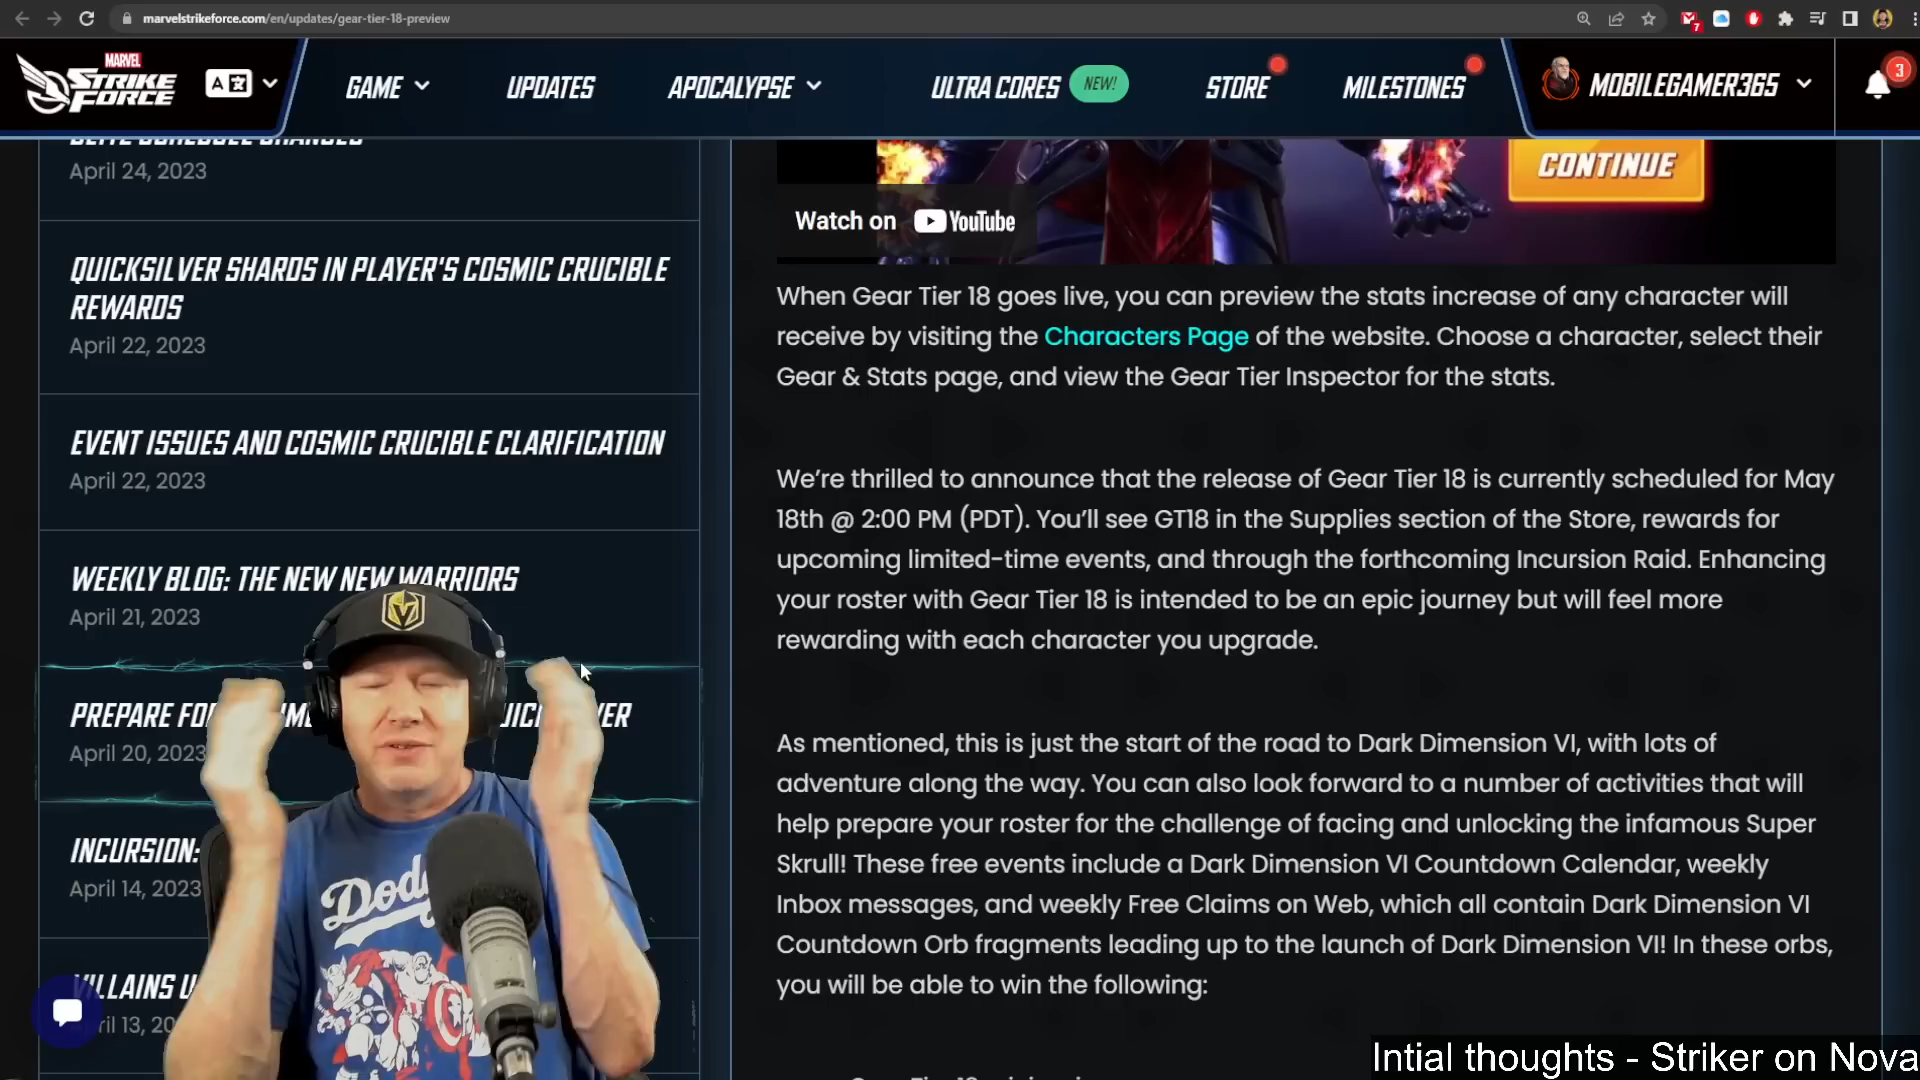 marvelstrikeforce.com/en/updates/gear-tier-18-preview
7
MARVEL
STRIKE
FORCE
GAME
UPDATES
APOCALYPSE
ULTRA CORES
NEW!
STORE
MILESTONES
MOBILEGAMER365
3
ELITE SCHEDULE CHANGES
April 24, 2023
QUICKSILVER SHARDS IN PLAYER'S COSMIC CRUCIBLE
REWARDS
April 22, 2023
EVENT ISSUES AND COSMIC CRUCIBLE CLARIFICATION
April 22, 2023
WEEKLY BLOG: THE NEW NEW WARRIORS
April 21, 2023
PREPARE FO
April 20, 2023
INCURSION:
April 14, 2023
VILLAINS U
ril 13, 20
Dod
CONTINUE
Watch on YouTube
When Gear Tier 18 goes live, you can preview the stats increase of any character will
receive by visiting the Characters Page of the website. Choose a character, select their
Gear & Stats page, and view the Gear Tier Inspector for the stats.
We're thrilled to announce that the release of Gear Tier 18 is currently scheduled for May
18th @ 2:00 PM (PDT). You'll see GT18 in the Supplies section of the Store, rewards for
upcoming limited-time events, and through the forthcoming Incursion Raid. Enhancing
your roster with Gear Tier 18 is intended to be an epic journey but will feel more
rewarding with each character you upgrade.
As mentioned, this is just the start of the road to Dark Dimension VI, with lots of
adventure along the way. You can also look forward to a number of activities that will
help prepare your roster for the challenge of facing and unlocking the infamous Super
Skrull! These free events include a Dark Dimension VI Countdown Calendar, weekly
Inbox messages, and weekly Free Claims on Web, which all contain Dark Dimension VI
Countdown Orb fragments leading up to the launch of Dark Dimension VI! In these orbs,
you will be able to win the following:
Intial thoughts - Striker on Nova